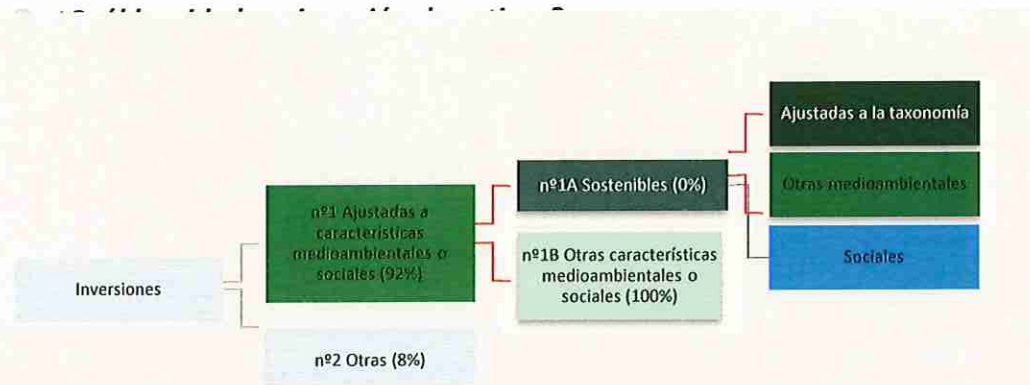 Inversiones
nº1 Ajustadas a
características
medioambientales o
sociales (92%)
nº2 Otras (8%)
nº1A Sostenibles (0%)
nº1B Otras características
medioambientales o
sociales (100%)
Ajustadas a la taxonomía
Otras medioambientales
Sociales